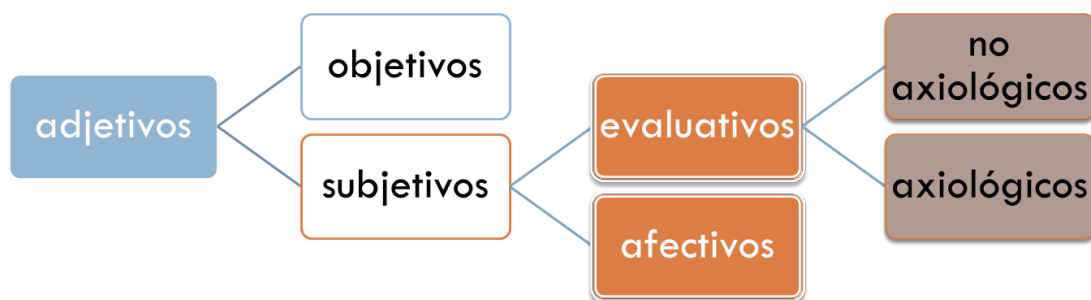 adjetivos
objetivos
subjetivos
evaluativos
afectivos
no
axiológicos
axiológicos